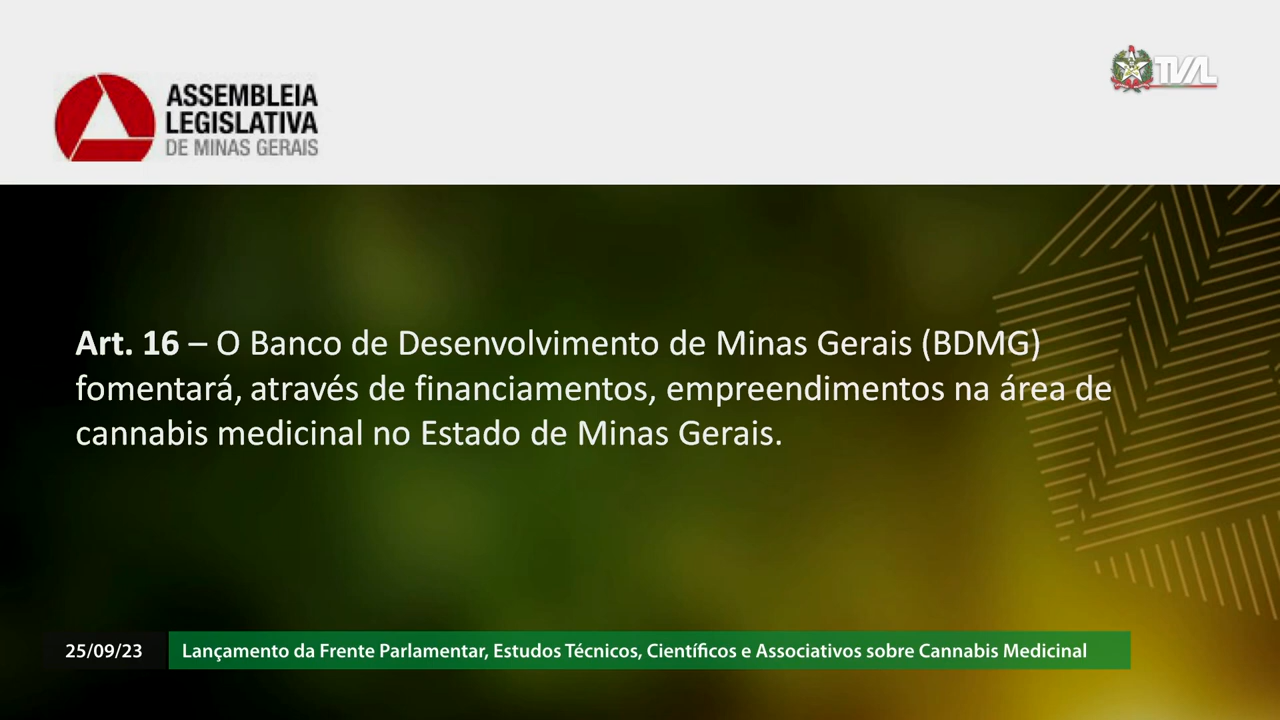 ASSEMBLEIA
LEGISLATIVA
DE MINAS GERAIS
TVAL
Art. 16 – O Banco de Desenvolvimento de Minas Gerais (BDMG)
fomentará, através de financiamentos, empreendimentos na área de
cannabis medicinal no Estado de Minas Gerais.
25/09/23 Lançamento da Frente Parlamentar, Estudos Técnicos, Científicos e Associativos sobre Cannabis Medicinal